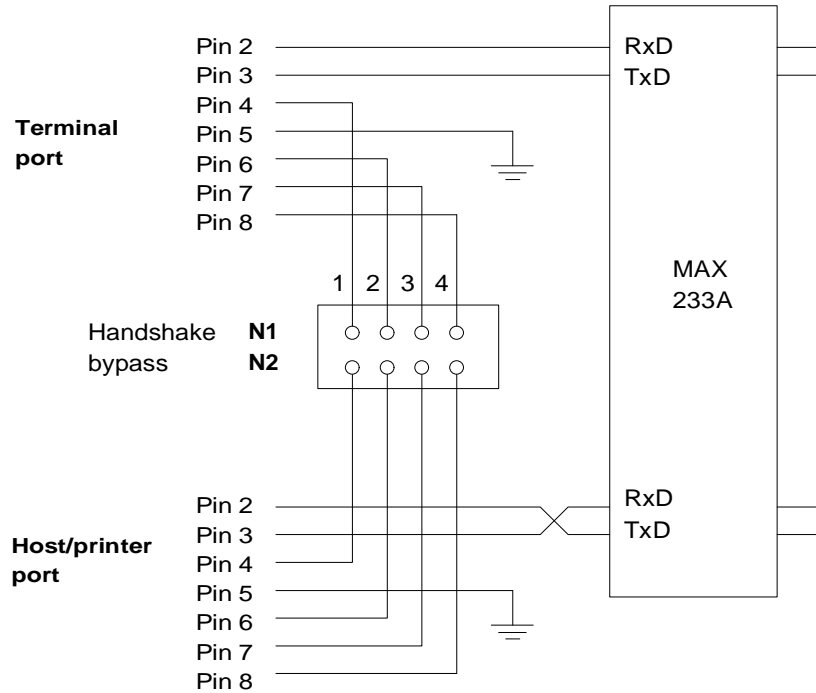 Pin 2
Pin 3
Pin 4
Pin 5
Pin 6
Pin 7
Pin 8
Terminal
port
RxD
TxD
MAX
233A
1 2 3 4
Handshake N1
bypass N2
Pin 2
Pin 3
Pin 4
Pin 5
Pin 6
Pin 7
Pin 8
Host/printer
port
RxD
TxD